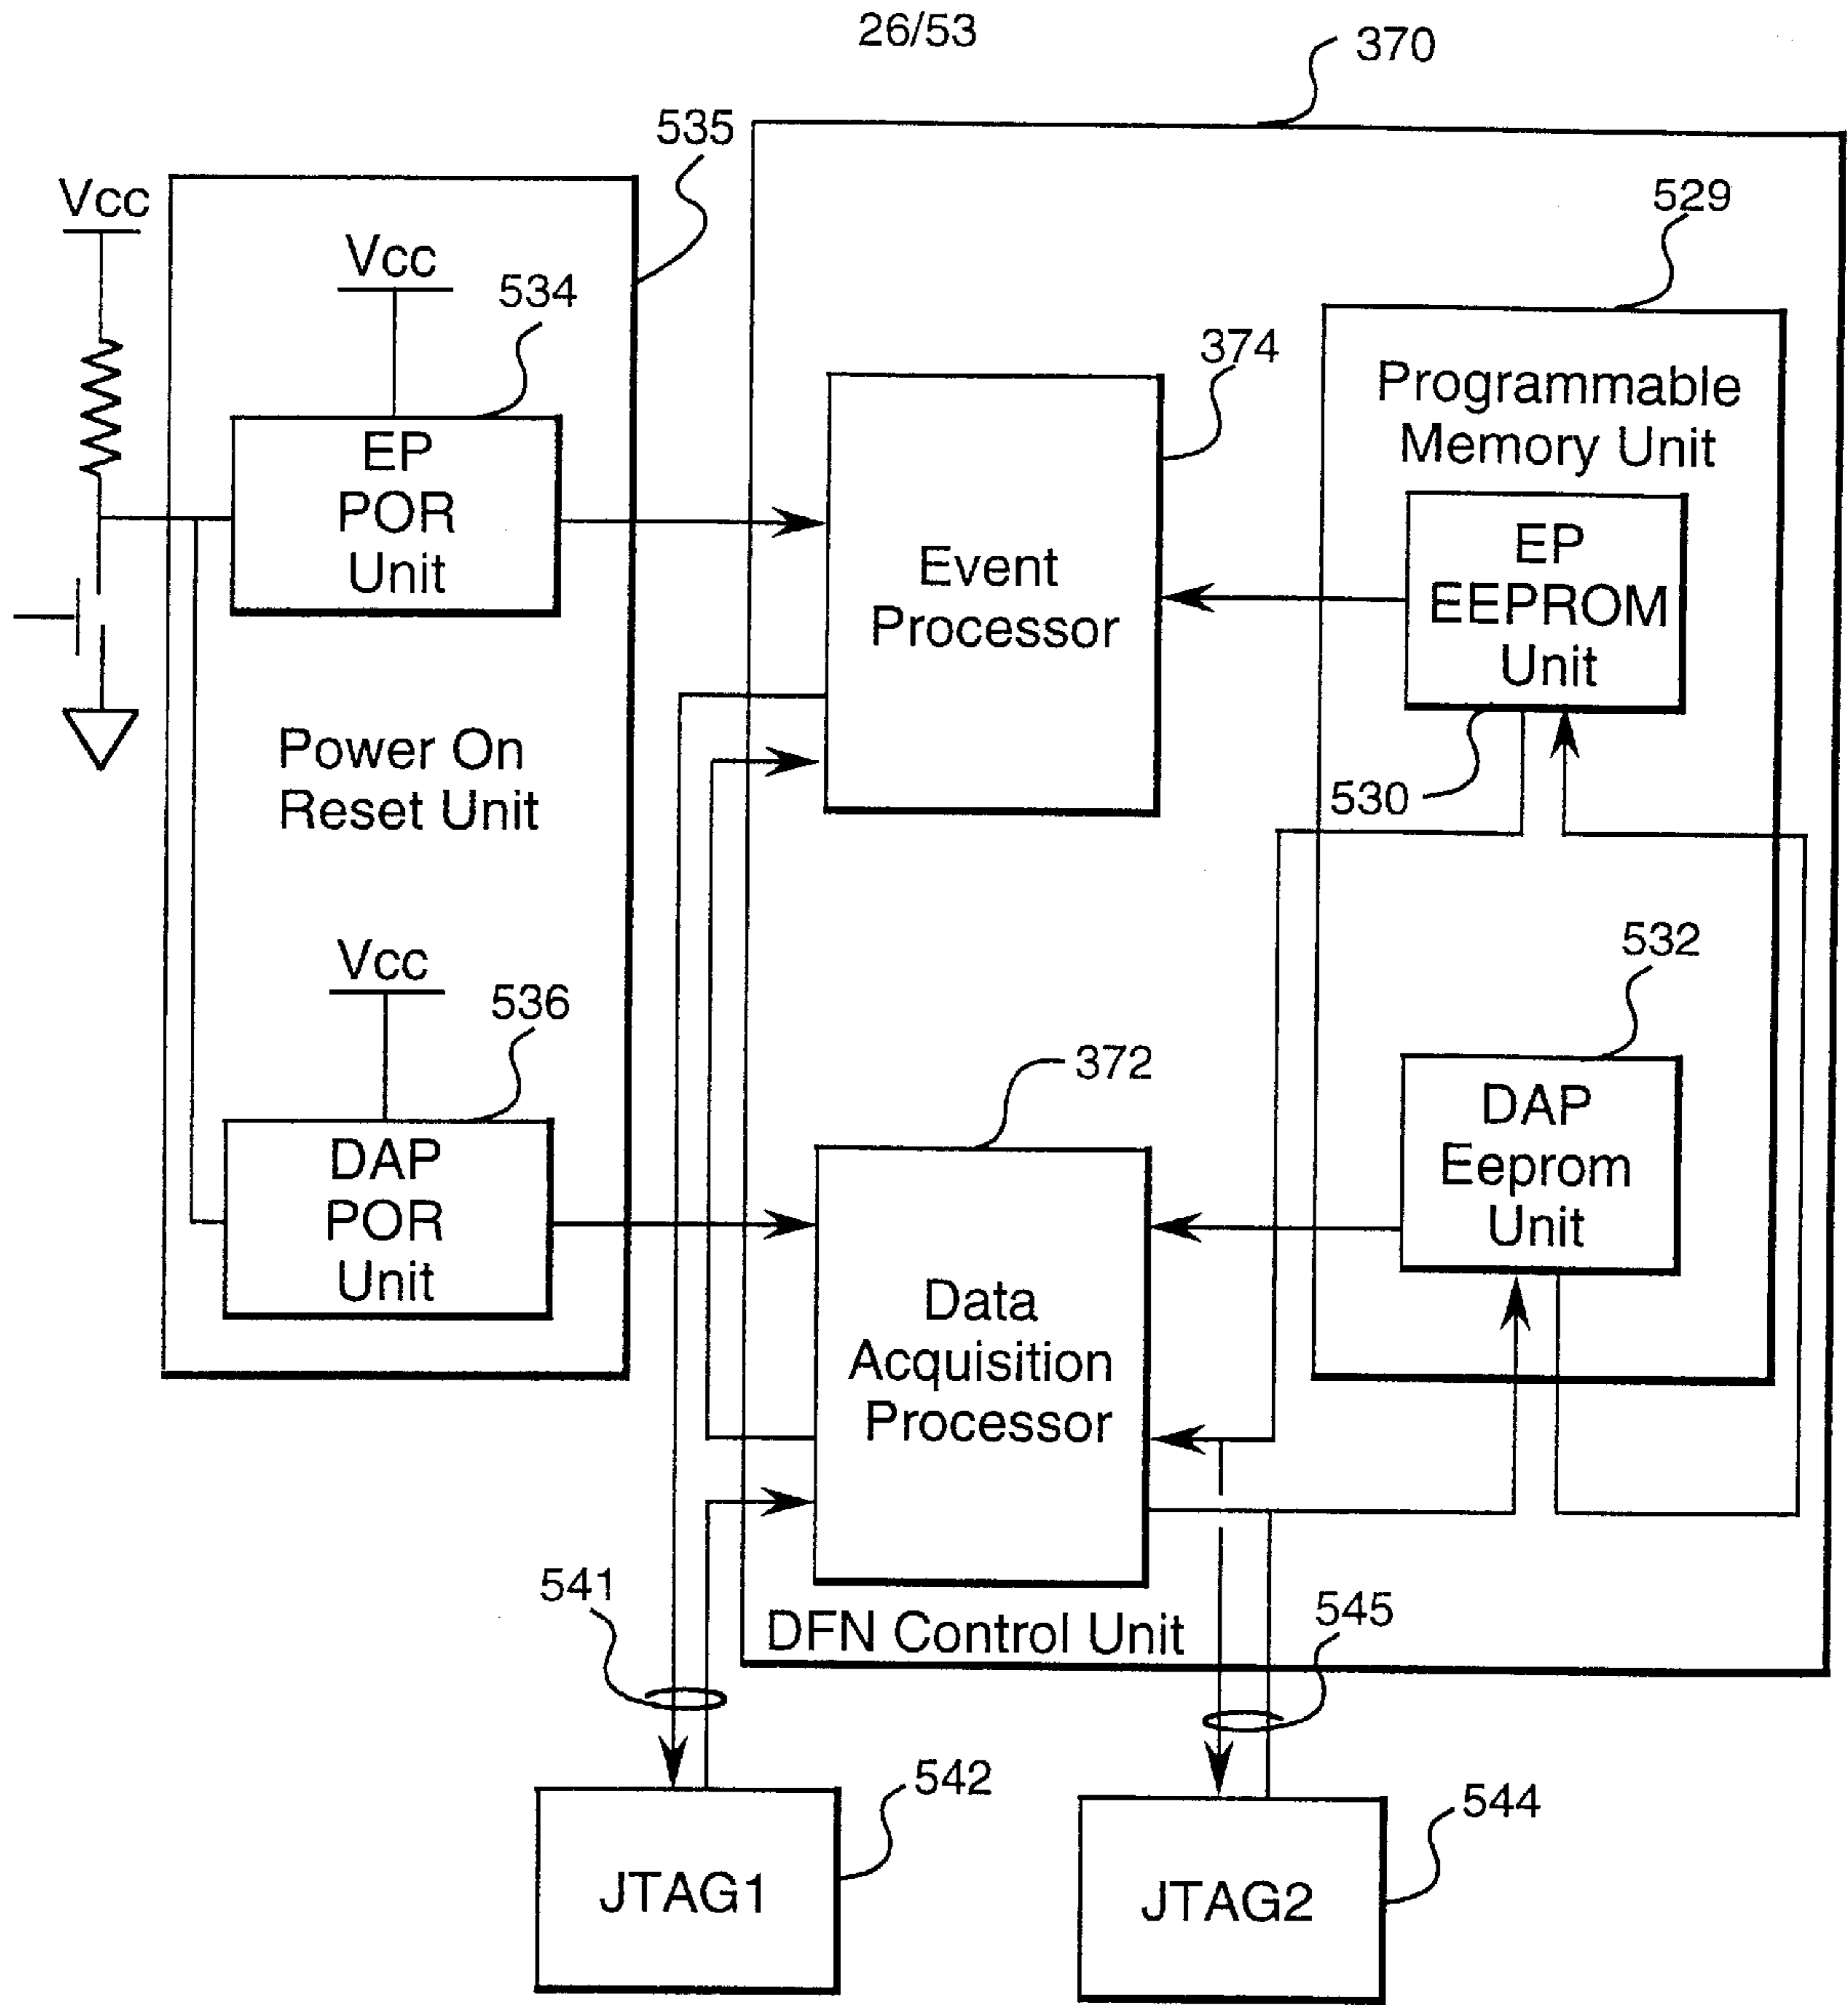 26/53
370
535
Vcc
529
Vcc
534
374
Programmable
Memory Unit
EP
POR
Unit
EP
EEPROM
Unit
Event
Processor
530
Power On
Reset Unit
532
Vcc
536
372
DAP
Eeprom
Unit
DAP
POR
Unit
Data
Acquisition
Processor
541
545
DFN Control Unit
542
544
JTAG1
JTAG2